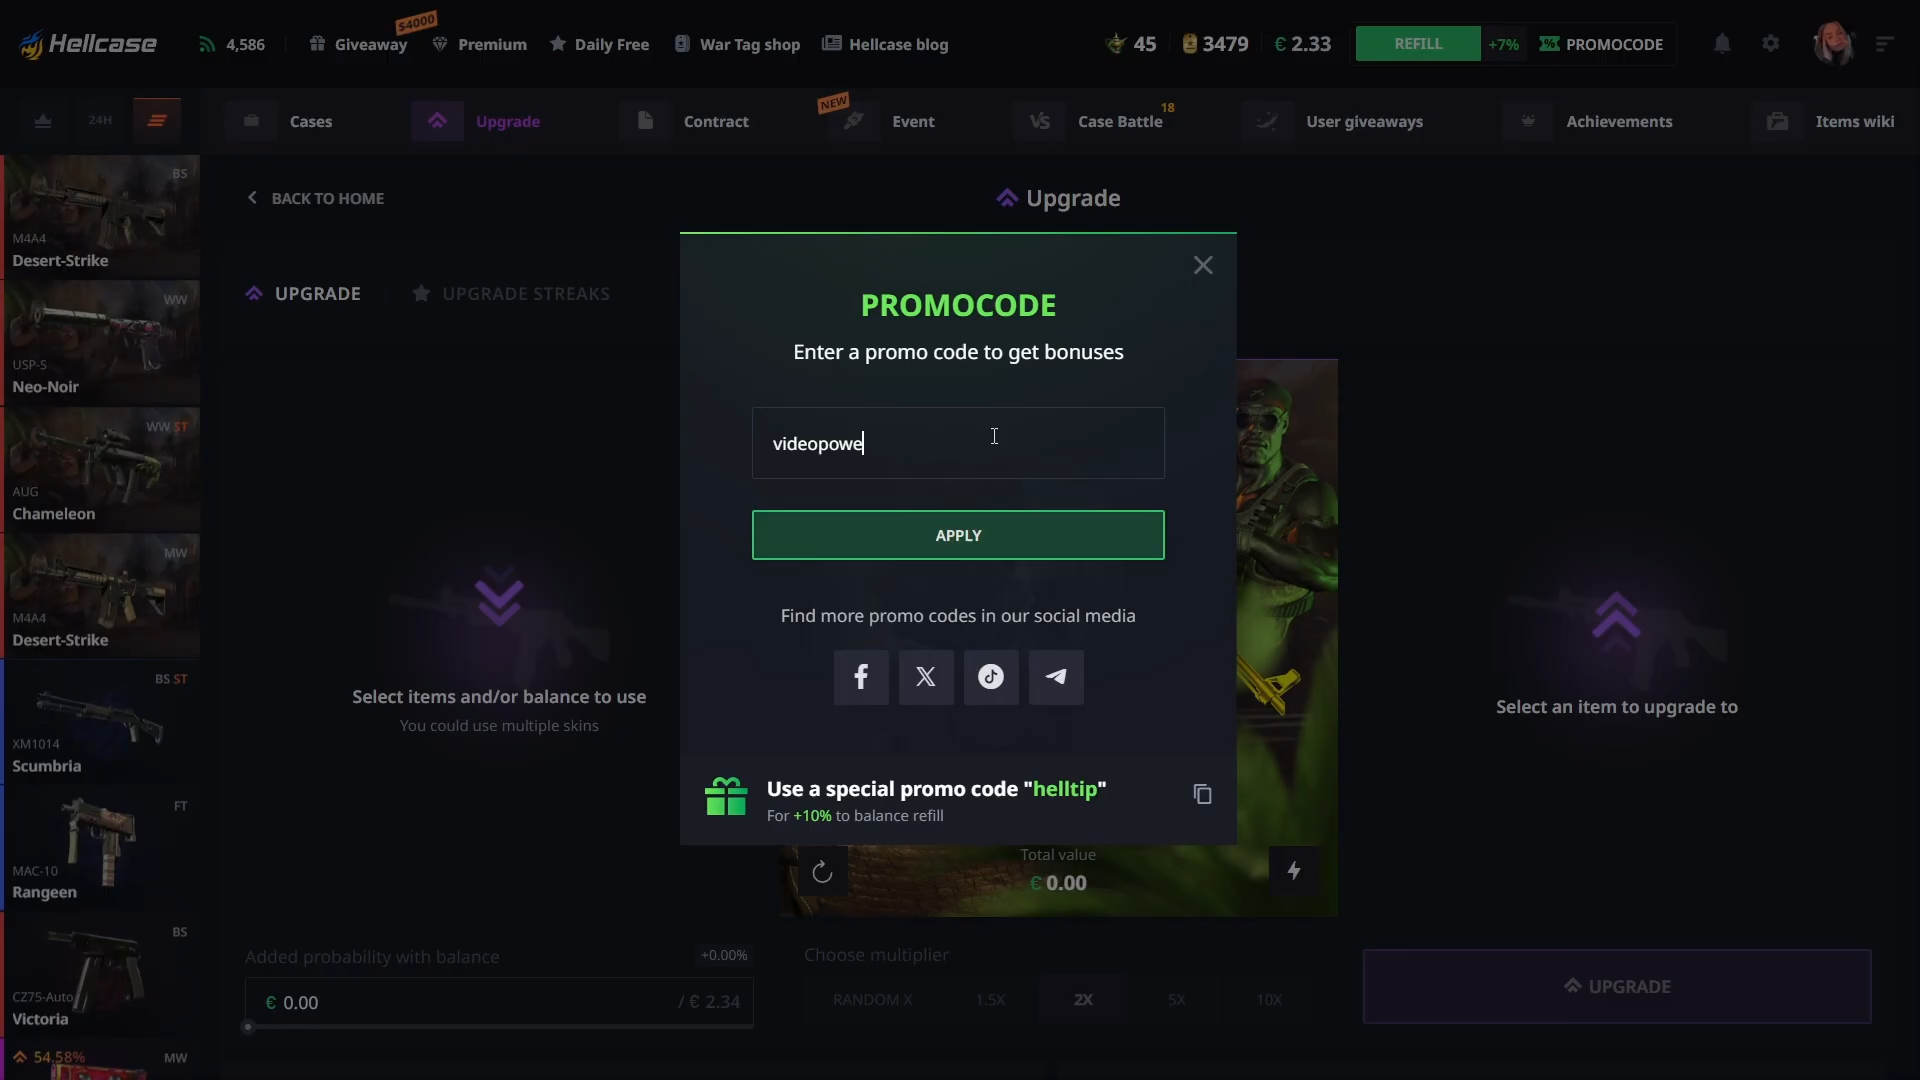 Hellcase
4,586
Giveaway
$4000
Premium
Daily Free
War Tag shop
Hellcase blog
45
3479
€ 2.33
REFILL
+7%
PROMOCODE
24H
Cases
Upgrade
Contract
NEW
Event
VS
Case Battle
18
User giveaways
Achievements
Items wiki
BS
M4A4
Desert-Strike
WW
USP-S
Neo-Noir
WW ST
AUG
Chameleon
MW
M4A4
Desert-Strike
BS ST
XM1014
Scumbria
FT
MAC-10
Rangeen
BS
CZ75-Auto
Victoria
54.58%
MW
BACK TO HOME
Upgrade
UPGRADE
UPGRADE STREAKS
PROMOCODE
Enter a promo code to get bonuses
videopowe
APPLY
Find more promo codes in our social media
Use a special promo code "helltip"
For +10% to balance refill
Select items and/or balance to use
You could use multiple skins
Select an item to upgrade to
Total value
€ 0.00
Added probability with balance
+0.00%
€ 0.00
/ € 2.34
Choose multiplier
RANDOM X
1.5X
2X
5X
10X
UPGRADE